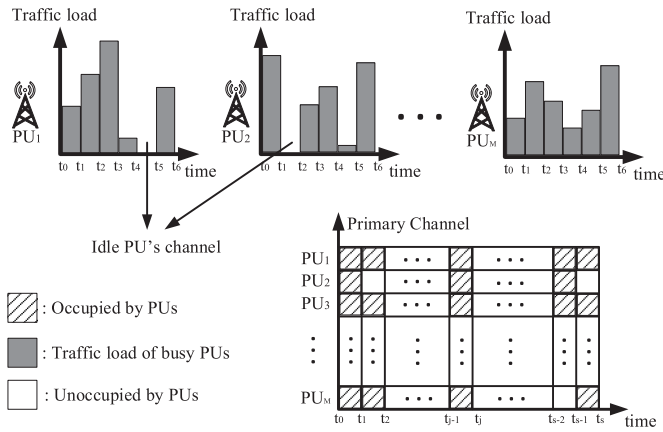 Traffic load
Traffic load
Traffic load
PU1
PU2
PUM
t0 t1 t2 t3 t4 t5 t6 time
t0 t1 t2 t3 t4 t5 t6 time
t0 t1 t2 t3 t4 t5 t6 time
Idle PU's channel
Primary Channel
PU1
PU2
PU3
PUM
t0 t1 t2 tj-1 tj ts-2 ts-1 ts time
: Occupied by PUs
: Traffic load of busy PUs
: Unoccupied by PUs